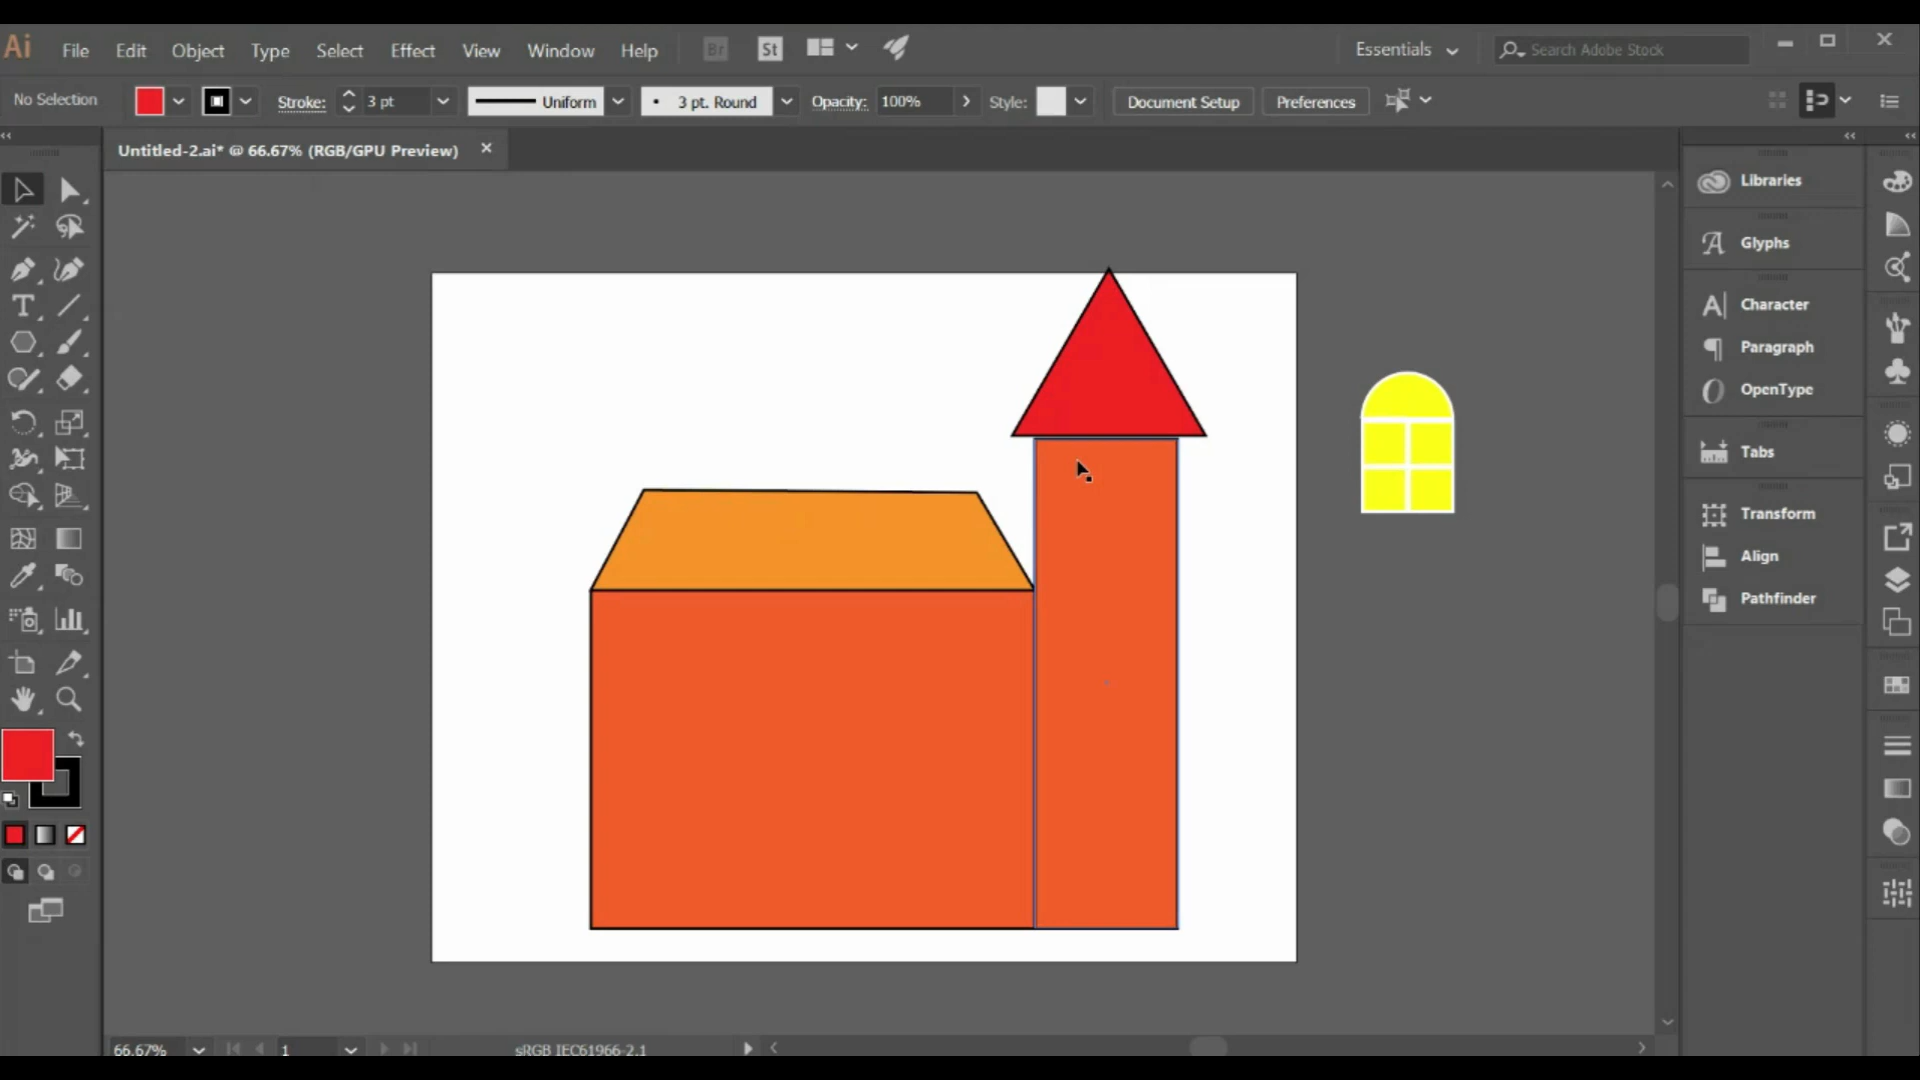 Ai File Edit Object Type Select Effect View Window Help Br St Essentials Search Adobe Stock
No Selection Stroke: 3 pt Uniform 3 pt. Round Opacity: 100% Style: Document Setup Preferences
Untitled-2.ai* @ 66.67% (RGB/GPU Preview)
Libraries
Glyphs
Character
Paragraph
OpenType
Tabs
Transform
Align
Pathfinder
66.67% 1 sRGB IEC61966-2.1